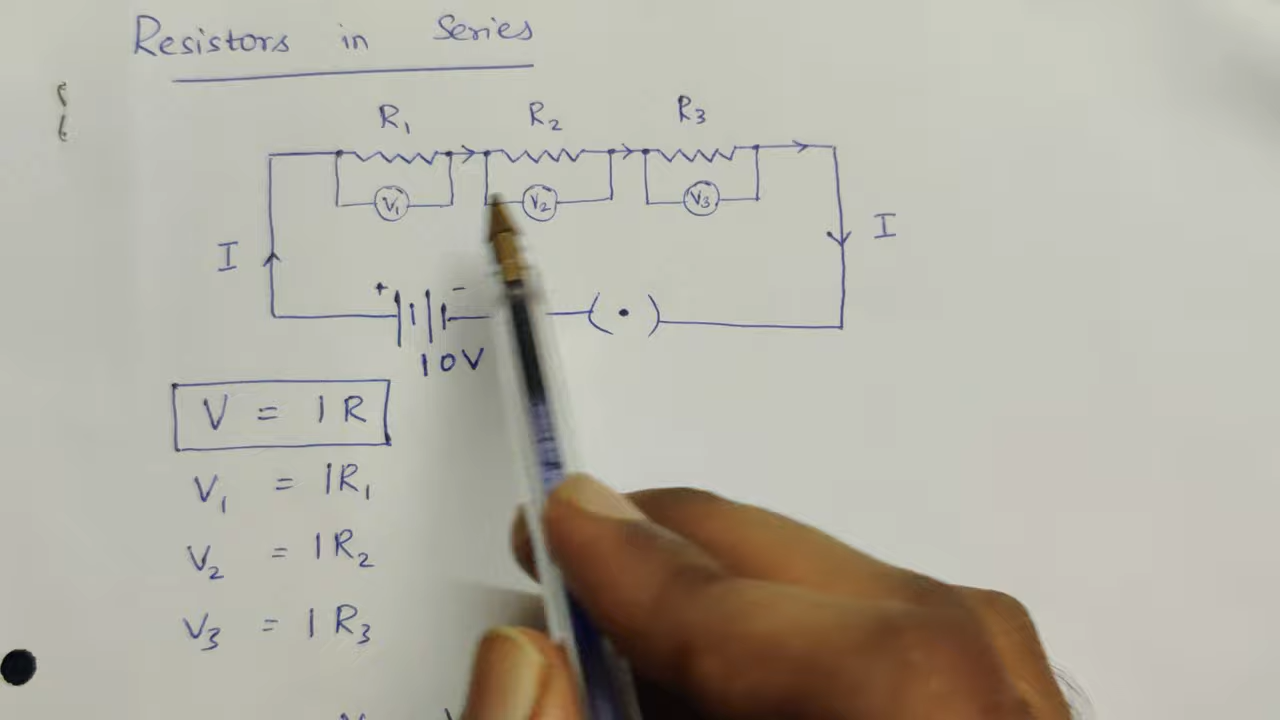 Resistors in Series
R1 R2 R3
V1 V2 V3
I I
+ -
10V
V = IR
V1 = IR1
V2 = IR2
V3 = IR3